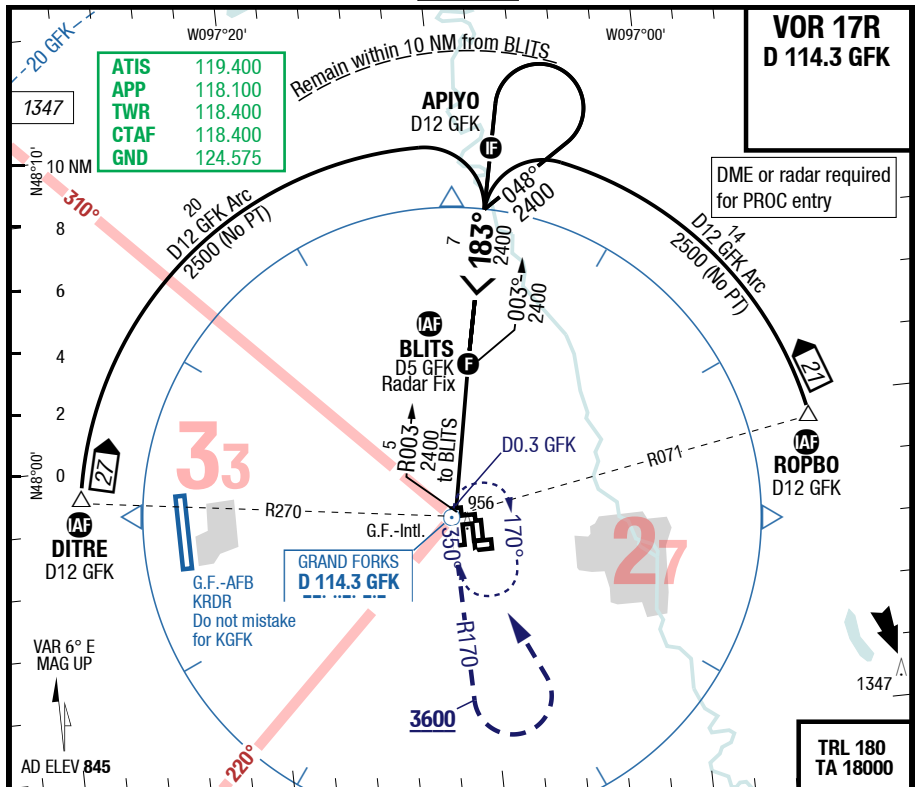 20 GFK
W097°20'
W097°00'
VOR 17R
D 114.3 GFK
ATIS 119.400
APP 118.100
TWR 118.400
CTAF 118.400
GND 124.575
1347
Remain within 10 NM from BLITS
APIYO
D12 GFK
IF
N48°10'
10 NM
8
6
4
2
0
N48°00'
310°
20
D12 GFK Arc
2500 (No PT)
048°
2400
DME or radar required
for PROC entry
14
D12 GFK Arc
2500 (No PT)
7
183°
2400
003°
2400
IAF
BLITS
D5 GFK
Radar Fix
F
5
R003
2400
to BLITS
21
27
33
D0.3 GFK
R071
IAF
ROPBO
D12 GFK
R270
IAF
DITRE
D12 GFK
956
G.F.-Intl.
350°
170°
GRAND FORKS
D 114.3 GFK
27
G.F.-AFB
KRDR
Do not mistake
for KGFK
R170
3600
VAR 6° E
MAG UP
AD ELEV 845
220°
1347
TRL 180
TA 18000